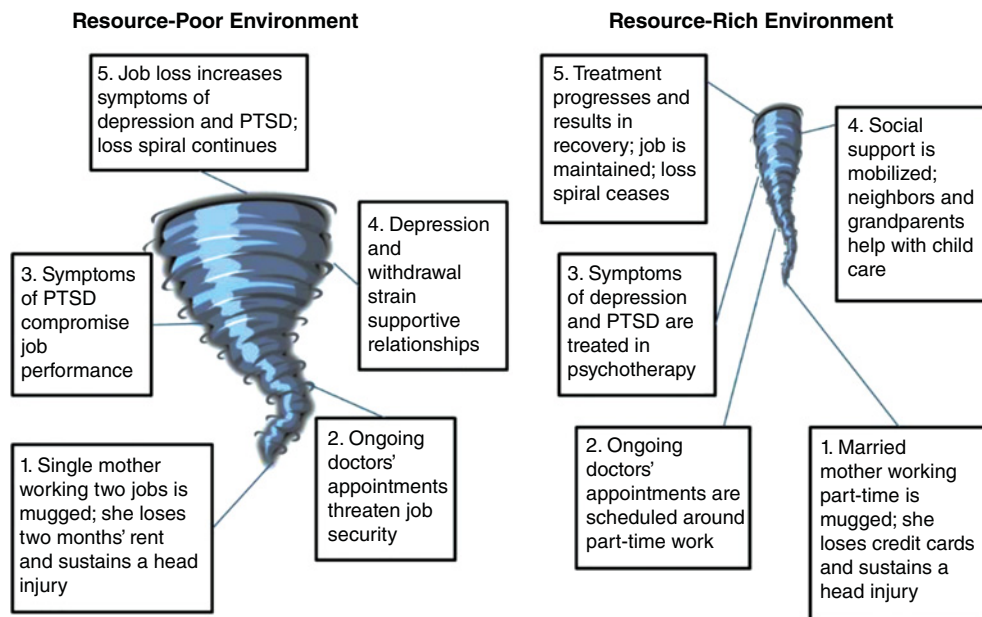 Resource-Poor Environment
5. Job loss increases
symptoms of
depression and PTSD;
loss spiral continues
4. Depression
and
withdrawal
strain
supportive
relationships
3. Symptoms
of PTSD
compromise
job
performance
2. Ongoing
doctors’
appointments
threaten job
security
1. Single mother
working two jobs is
mugged; she loses
two months’ rent
and sustains a head
injury
Resource-Rich Environment
5. Treatment
progresses and
results in
recovery; job is
maintained; loss
spiral ceases
4. Social
support is
mobilized;
neighbors and
grandparents
help with child
care
3. Symptoms
of depression
and PTSD are
treated in
psychotherapy
2. Ongoing
doctors’
appointments are
scheduled around
part-time work
1. Married
mother working
part-time is
mugged; she
loses credit cards
and sustains a
head injury